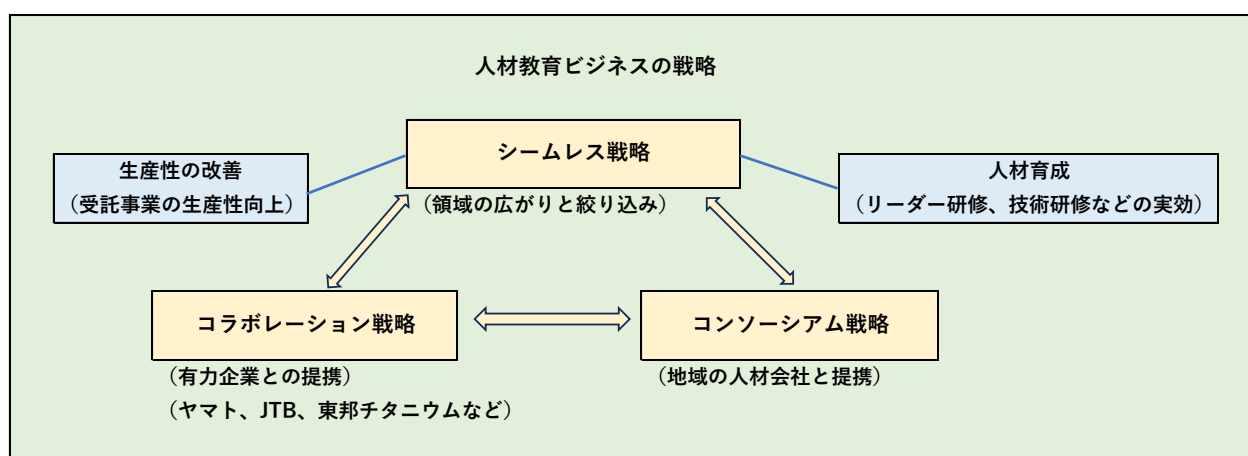 人材教育ビジネスの戦略
シームレス戦略
(領域の広がりと絞り込み)
生産性の改善
(受託事業の生産性向上)
人材育成
(リーダー研修、技術研修などの実効)
コラボレーション戦略
(有力企業との提携)
(ヤマト、JTB、東邦チタニウムなど)
コンソーシアム戦略
(地域の人材会社と提携)